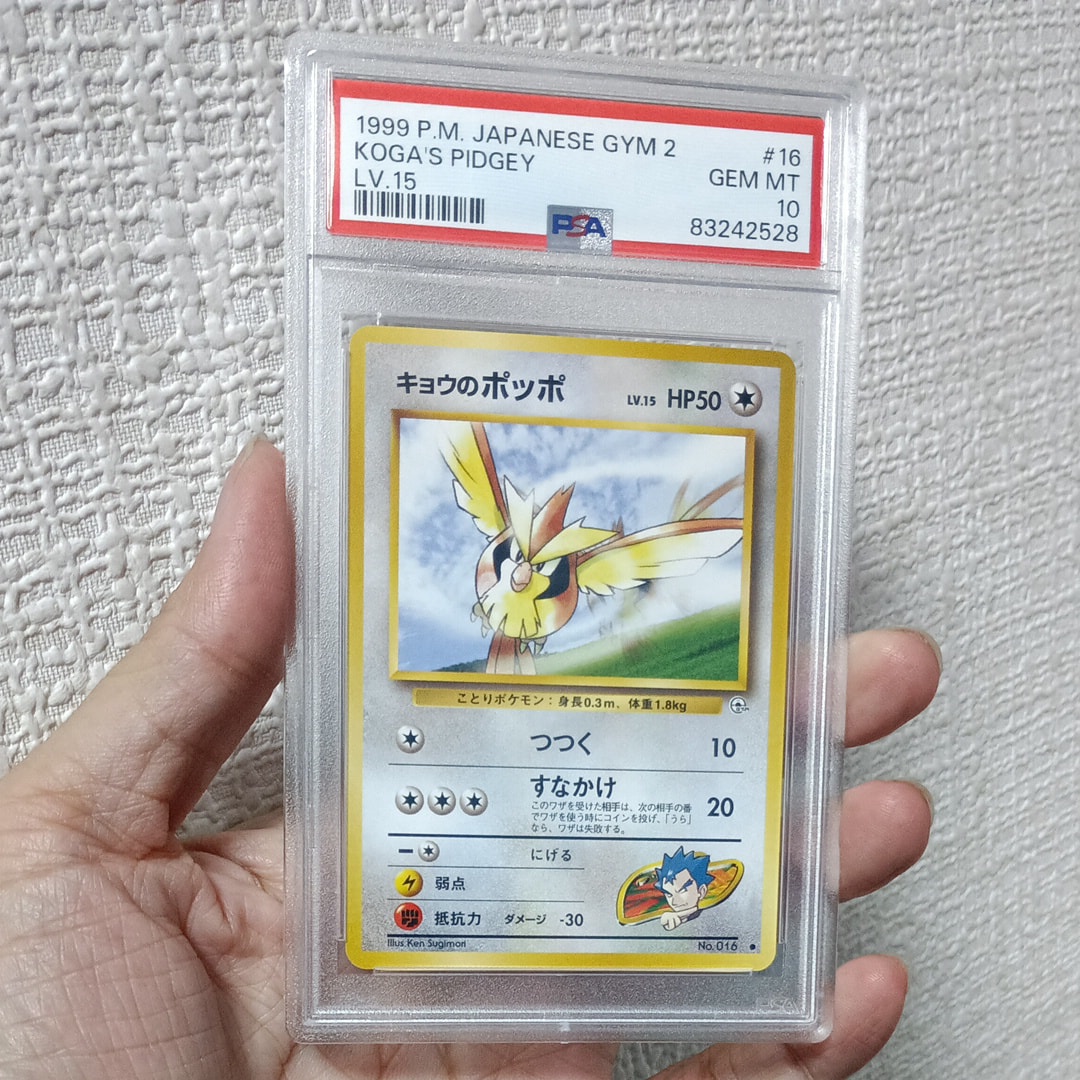 1999 P.M. JAPANESE GYM 2
#16
KOGA'S PIDGEY
GEM MT
LV.15
10
PSA
83242528
キョウのポッポ
LV.15 HP50
ことりポケモン：身長0.3m、体重1.8kg
つつく 10
すなかけ
このワザを受けた相手は、次の相手の番
でワザを使う時にコインを投げ、「うら」
なら、ワザは失敗する。
20
にげる
弱点
抵抗力 ダメージ -30
Illus. Ken Sugimori
No. 016